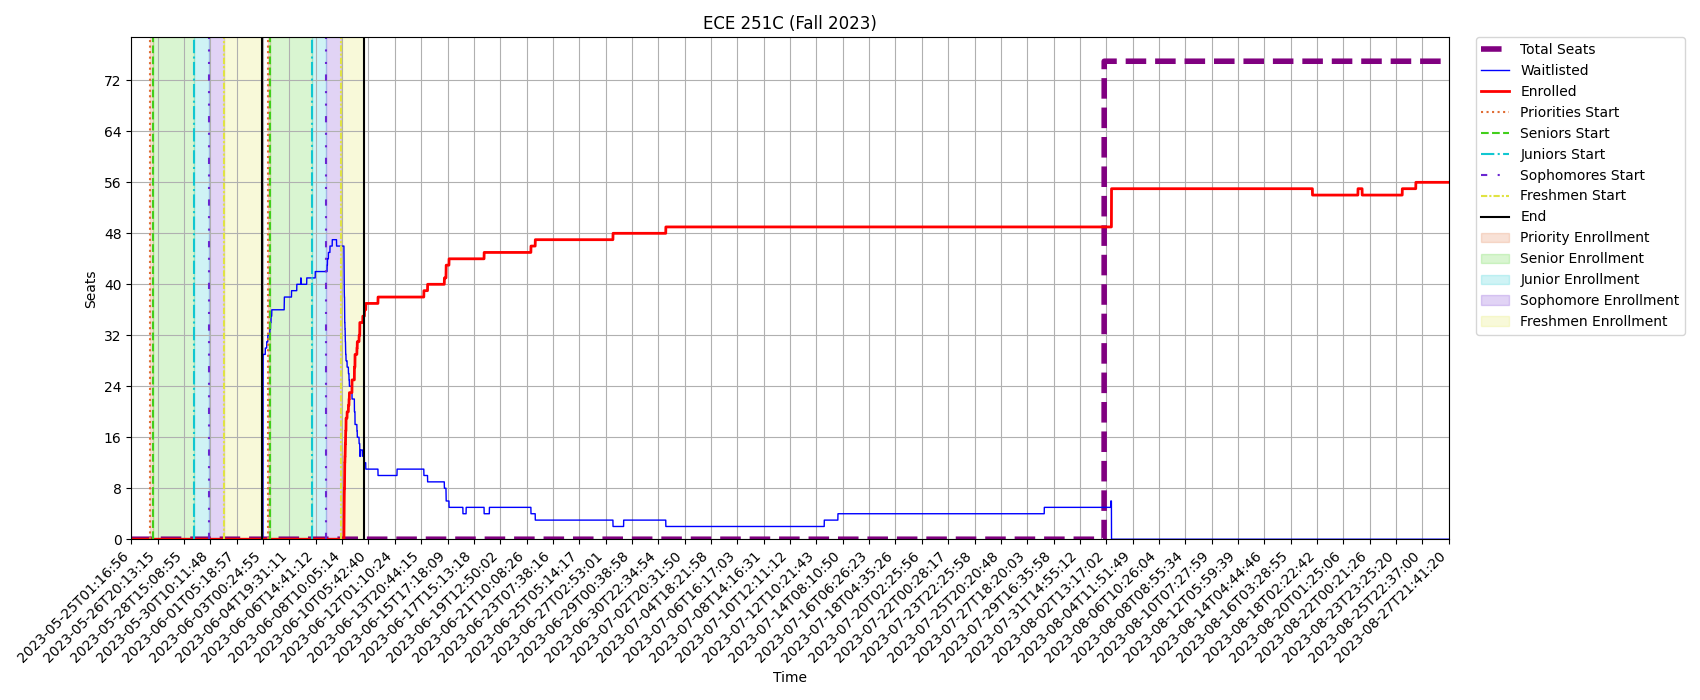 ECE 251C (Fall 2023)
Total Seats
Waitlisted
Enrolled
Priorities Start
Seniors Start
Juniors Start
Sophomores Start
Freshmen Start
End
Priority Enrollment
Senior Enrollment
Junior Enrollment
Sophomore Enrollment
Freshmen Enrollment
Seats
72
64
56
48
40
32
24
16
8
0
2023-05-25T01:16:56
2023-05-26T20:13:15
2023-05-28T15:08:55
2023-05-30T10:11:48
2023-06-01T05:18:57
2023-06-03T00:24:55
2023-06-04T19:31:11
2023-06-06T14:41:12
2023-06-08T10:05:14
2023-06-10T05:42:40
2023-06-12T01:10:24
2023-06-13T20:44:15
2023-06-15T17:18:09
2023-06-17T15:13:18
2023-06-19T12:50:02
2023-06-21T10:08:26
2023-06-23T07:38:16
2023-06-25T05:14:17
2023-06-27T02:53:01
2023-06-29T00:38:58
2023-06-30T22:34:54
2023-07-02T20:31:50
2023-07-04T18:21:58
2023-07-06T16:17:03
2023-07-08T14:16:31
2023-07-10T12:11:12
2023-07-12T10:21:43
2023-07-14T08:10:50
2023-07-16T06:26:23
2023-07-18T04:35:26
2023-07-20T02:25:56
2023-07-22T00:28:17
2023-07-23T22:25:58
2023-07-25T20:20:48
2023-07-27T18:20:03
2023-07-29T16:35:58
2023-07-31T14:55:12
2023-08-02T13:17:02
2023-08-04T11:51:49
2023-08-06T10:26:04
2023-08-08T08:55:34
2023-08-10T07:27:59
2023-08-12T05:59:39
2023-08-14T04:44:46
2023-08-16T03:28:55
2023-08-18T02:22:42
2023-08-20T01:25:06
2023-08-22T00:21:26
2023-08-23T23:25:20
2023-08-25T22:37:00
2023-08-27T21:41:20
Time